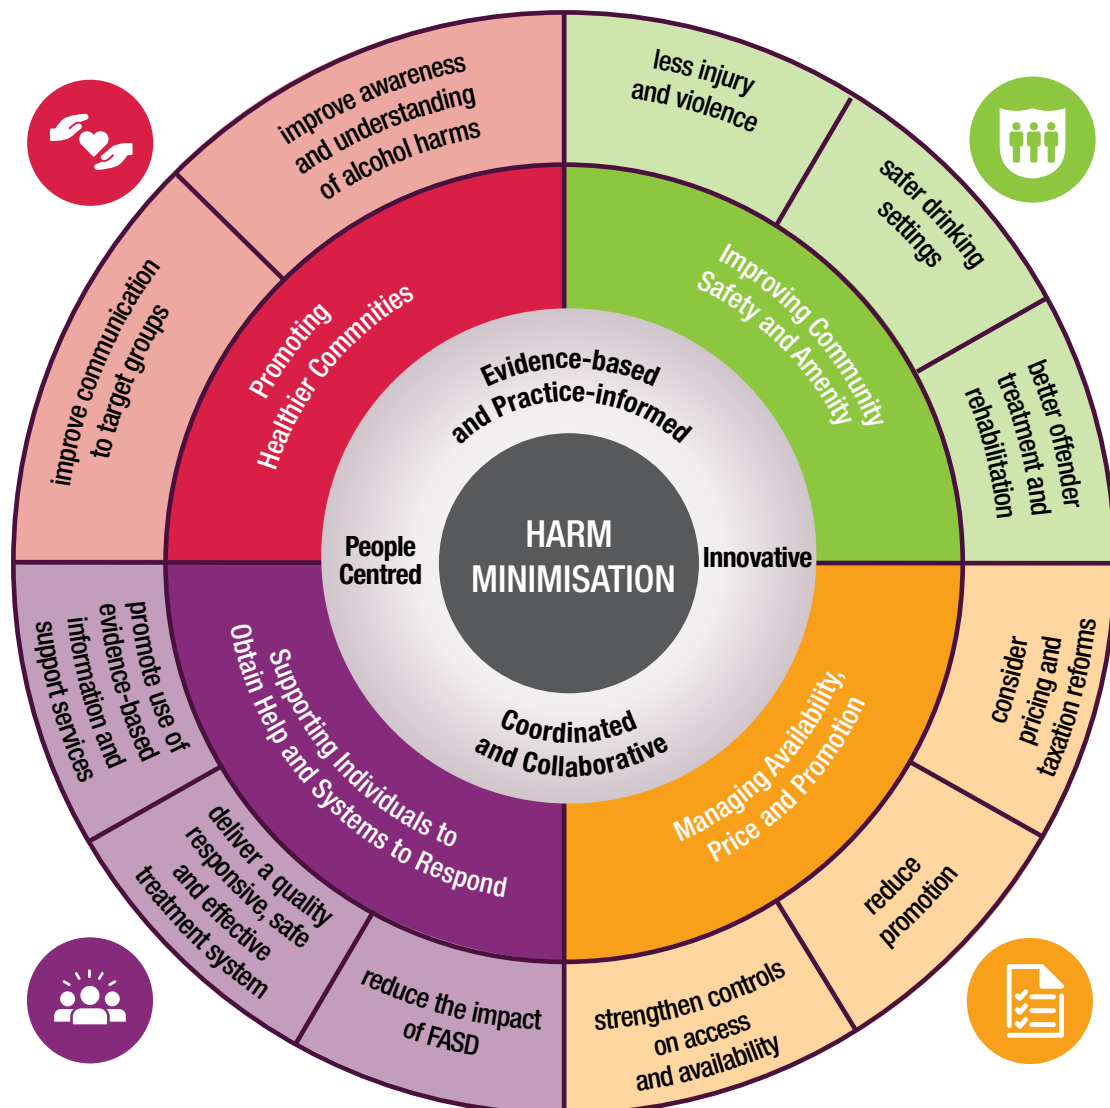 improve awareness
and understanding
of alcohol harms
less injury
and violence
safer drinking
settings
better offender
treatment and
rehabilitation
consider
pricing and
taxation reforms
reduce
promotion
strengthen controls
on access
and availability
reduce the impact
of FASD
deliver a quality
responsive, safe
and effective
treatment system
promote use of
evidence-based
information and
support services
improve communication
to target groups
Promoting
Healthier Commnities
Improving Community
Safety and Amenity
Managing Availability,
Price and Promotion
Supporting Individuals to
Obtain Help and Systems to Respond
Evidence-based
and Practice-informed
Innovative
Coordinated
and Collaborative
People
Centred
HARM
MINIMISATION